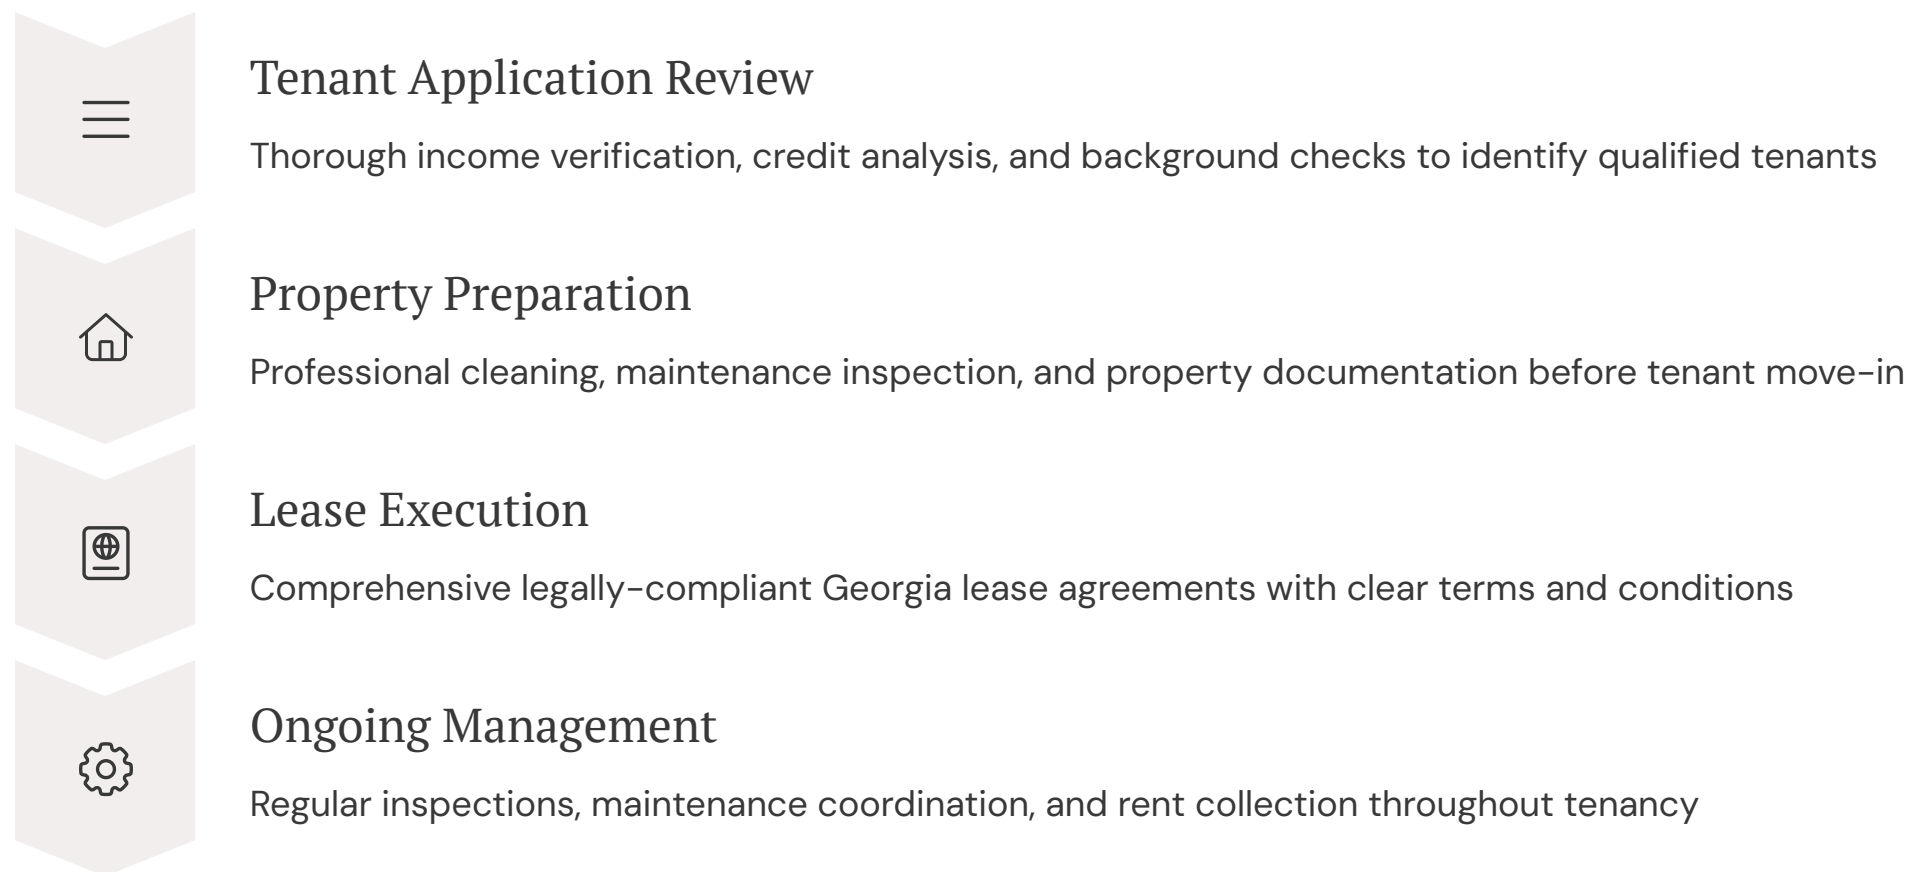 Tenant Application Review
Thorough income verification, credit analysis, and background checks to identify qualified tenants
Property Preparation
Professional cleaning, maintenance inspection, and property documentation before tenant move-in
Lease Execution
Comprehensive legally-compliant Georgia lease agreements with clear terms and conditions
Ongoing Management
Regular inspections, maintenance coordination, and rent collection throughout tenancy